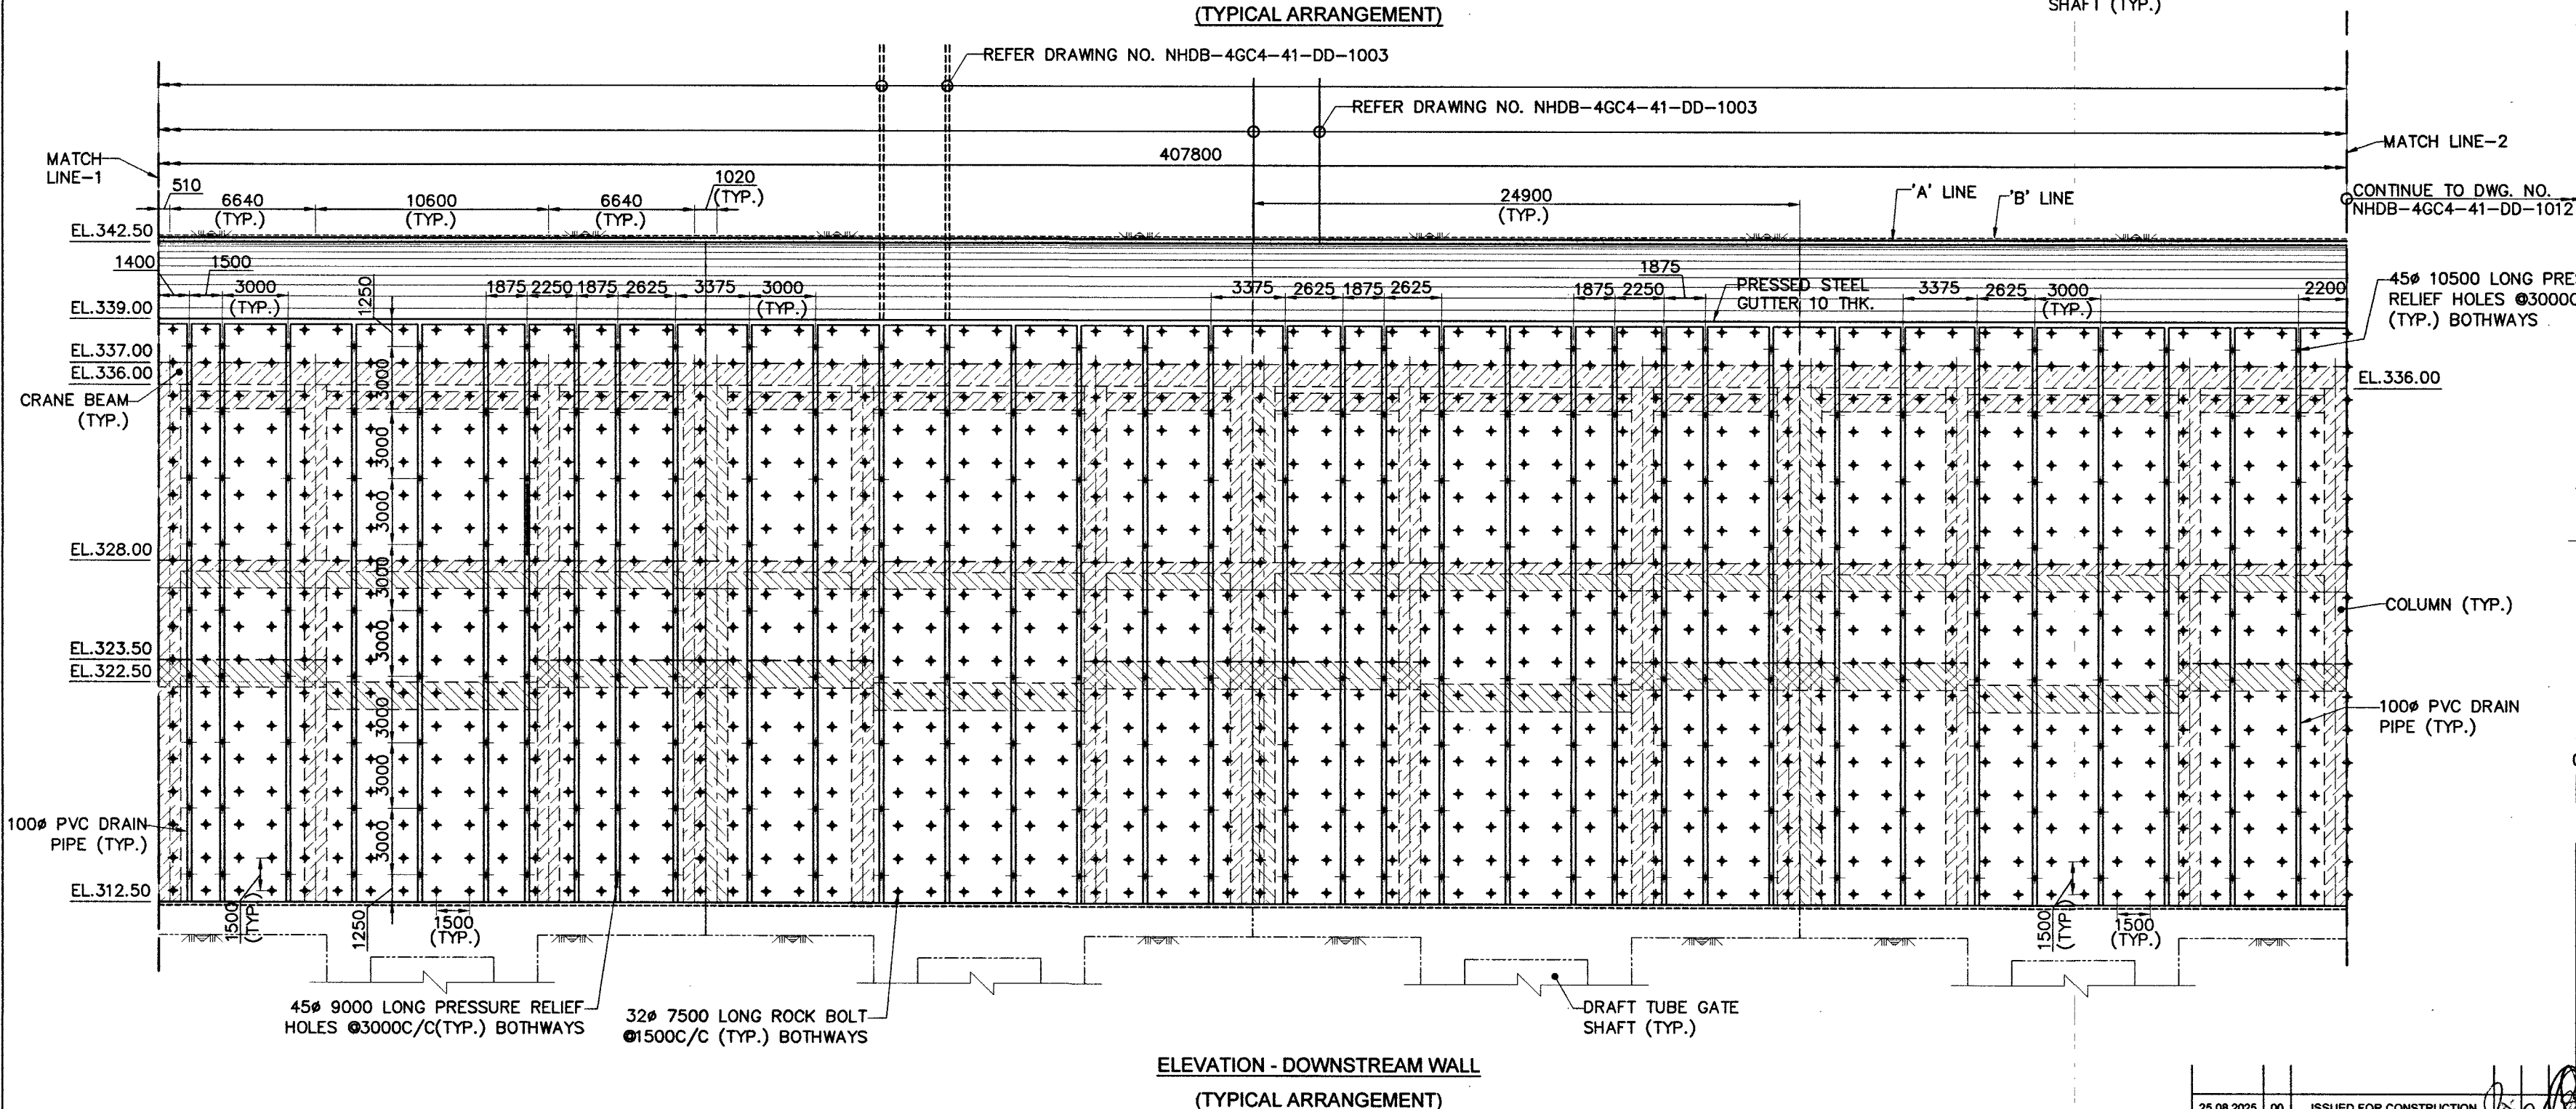 (TYPICAL ARRANGEMENT)
SHAFT (TYP.)
REFER DRAWING NO. NHDB-4GC4-41-DD-1003
REFER DRAWING NO. NHDB-4GC4-41-DD-1003
MATCH
LINE-1
407800
MATCH LINE-2
510
6640
(TYP.)
10600
(TYP.)
6640
(TYP.)
1020
(TYP.)
24900
(TYP.)
'A' LINE
'B' LINE
CONTINUE TO DWG. NO.
NHDB-4GC4-41-DD-1012
EL.342.50
1400
1500
3000
(TYP.)
1250
1875
2250
1875
2625
3375
3000
(TYP.)
3375
2625
1875
2625
1875
2250
1875
PRESSED STEEL
GUTTER 10 THK.
3375
2625
3000
(TYP.)
2200
45ø 10500 LONG PRES
RELIEF HOLES @3000C
(TYP.) BOTHWAYS
EL.339.00
EL.337.00
EL.336.00
EL.336.00
CRANE BEAM
(TYP.)
3000
3000
3000
3000
3000
3000
3000
3000
EL.328.00
COLUMN (TYP.)
EL.323.50
EL.322.50
100ø PVC DRAIN
PIPE (TYP.)
100ø PVC DRAIN
PIPE (TYP.)
EL.312.50
1500
(TYP.)
1250
1500
(TYP.)
1500
(TYP.)
1500
(TYP.)
45ø 9000 LONG PRESSURE RELIEF
HOLES @3000C/C(TYP.) BOTHWAYS
32ø 7500 LONG ROCK BOLT
@1500C/C (TYP.) BOTHWAYS
DRAFT TUBE GATE
SHAFT (TYP.)
ELEVATION - DOWNSTREAM WALL
(TYPICAL ARRANGEMENT)
25.08.2025 00 ISSUED FOR CONSTRUCTION